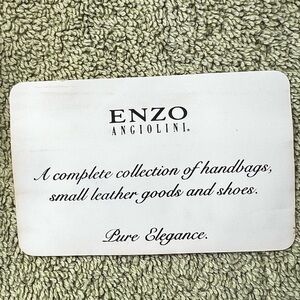 ENZO
ANGIOLINI®
A complete collection of handbags,
small leather goods and shoes.
Pure Elegance.